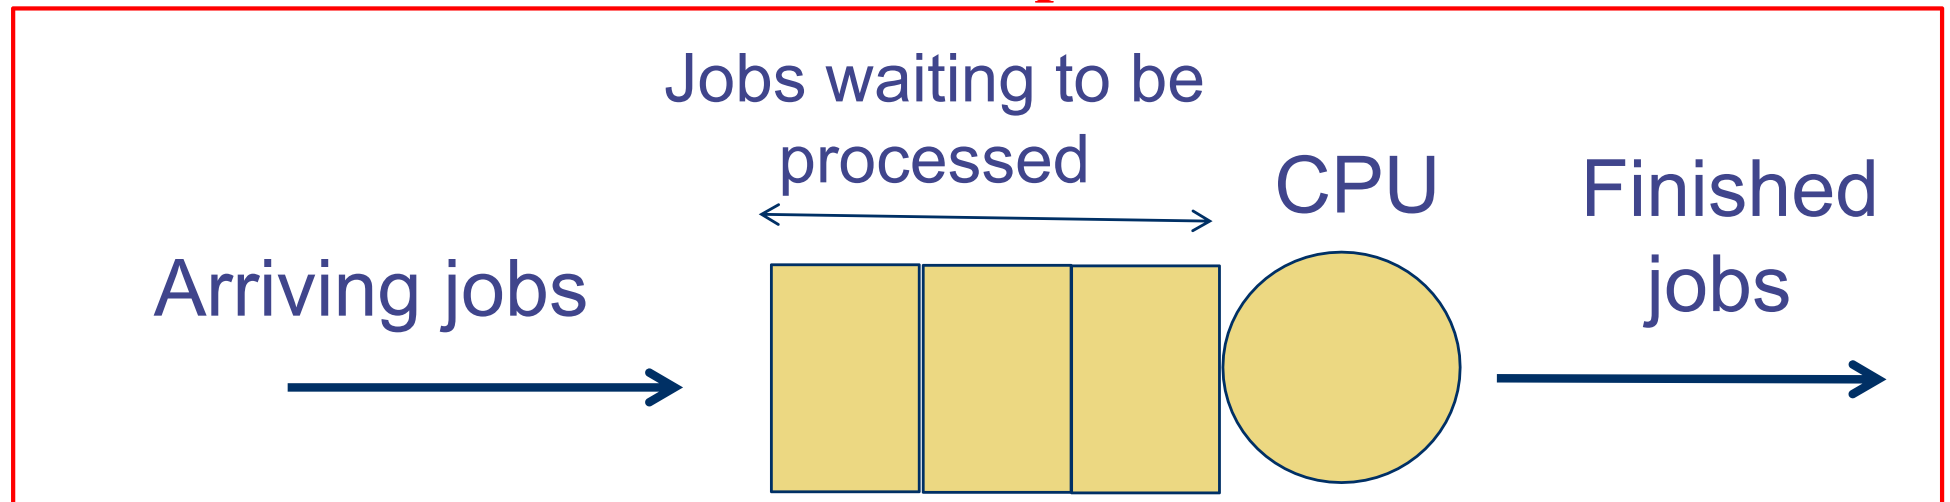 Jobs waiting to be
processed
CPU
Finished
jobs
Arriving jobs